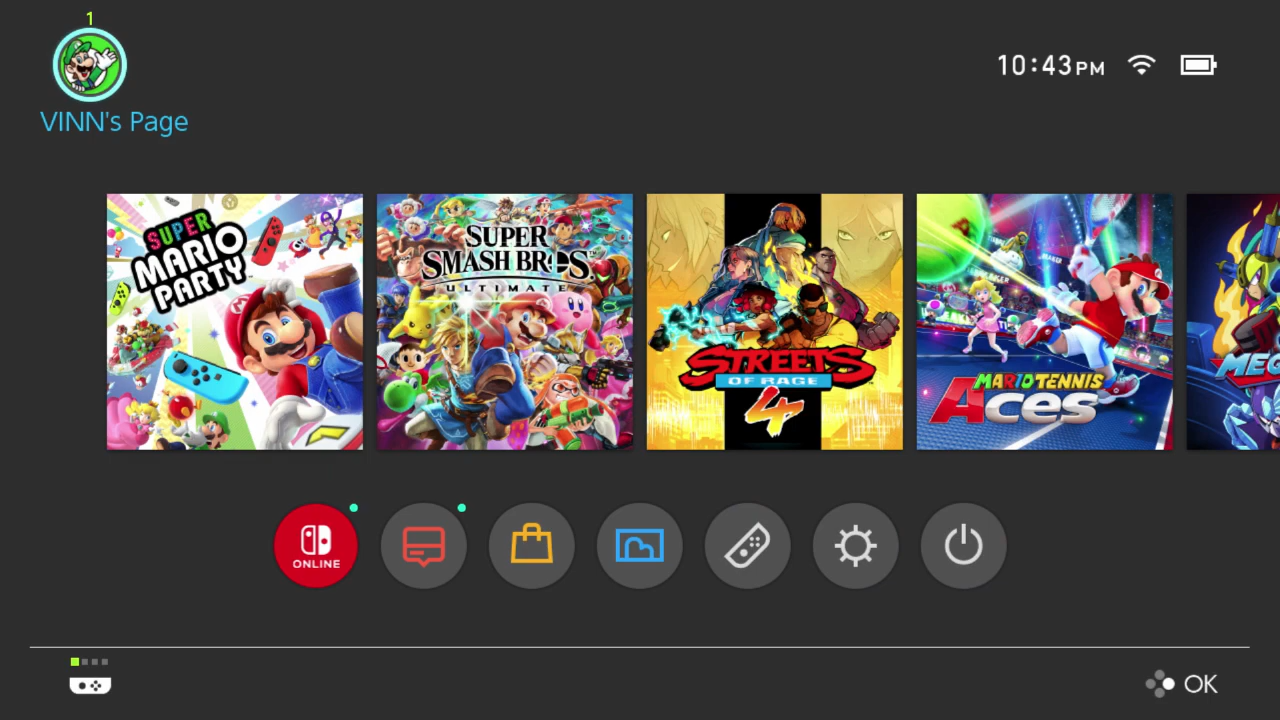 1
VINN's Page
10:43PM
SUPER
MARIO
PARTY
SUPER
SMASH BROS.
ULTIMATE
STREETS
OF RAGE
4
MARIO TENNIS
ACES
MEG
ONLINE
OK